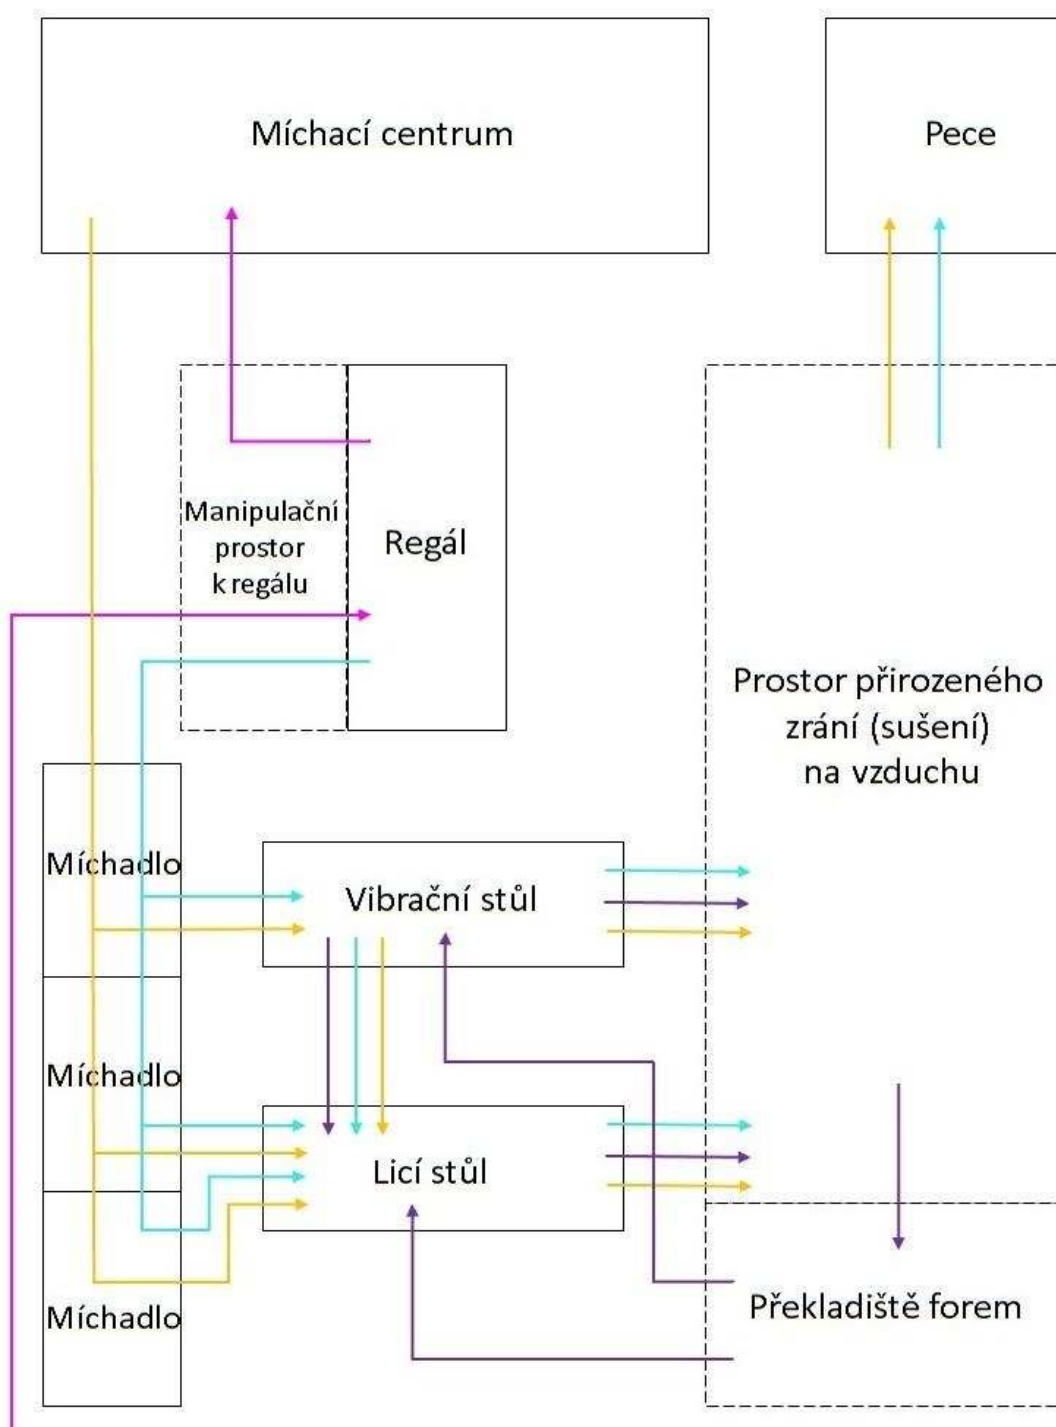 Míchací centrum
Pece
Manipulační
prostor
k regálu
Regál
Prostor přirozeného
zrání (sušení)
na vzduchu
Míchadlo
Vibrační stůl
Míchadlo
Licí stůl
Míchadlo
Překladiště forem